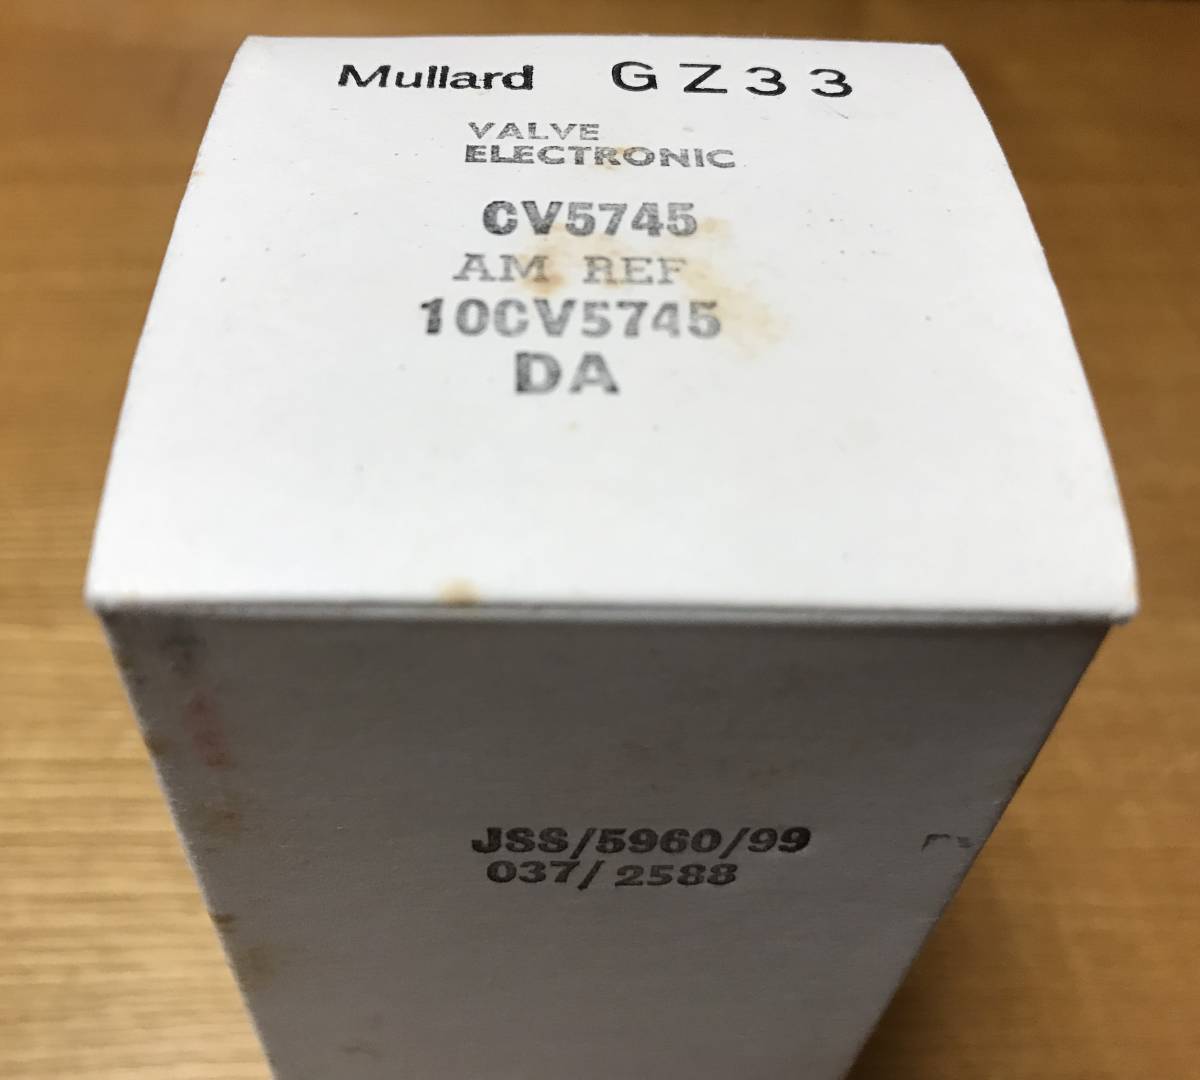 Mullard GZ33
VALVE
ELECTRONIC
CV5745
AM REF
10CV5745
DA
JSS/5960/99
037/2588